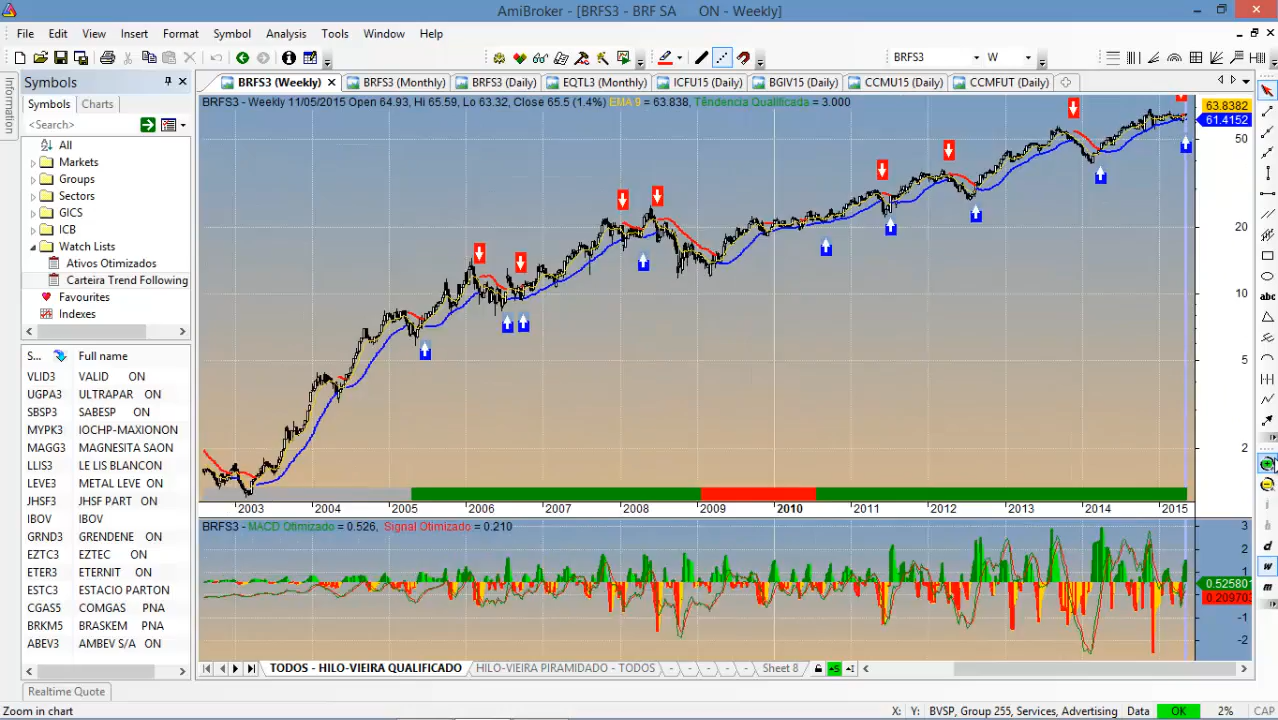 AmiBroker - [BRFS3 - BRF SA ON - Weekly]
File Edit View Insert Format Symbol Analysis Tools Window Help
BRFS3 W
Information
Symbols
BRFS3 (Weekly) BRFS3 (Monthly) BRFS3 (Daily) EQTL3 (Monthly) ICFU15 (Daily) BGIV15 (Daily) CCMU15 (Daily) CCMFUT (Daily)
Symbols Charts
<Search>
All
Markets
Groups
Sectors
GICS
ICB
Watch Lists
Ativos Otimizados
Carteira Trend Following
Favourites
Indexes
S... Full name
VLID3 VALID ON
UGPA3 ULTRAPAR ON
SBSP3 SABESP ON
MYPK3 IOCHP-MAXIONON
MAGG3 MAGNESITA SAON
LLIS3 LE LIS BLANCON
LEVE3 METAL LEVE ON
JHSF3 JHSF PART ON
IBOV IBOV
GRND3 GRENDENE ON
EZTC3 EZTEC ON
ETER3 ETERNIT ON
ESTC3 ESTACIO PARTON
CGAS5 COMGAS PNA
BRKM5 BRASKEM PNA
ABEV3 AMBEV S/A ON
Realtime Quote
BRFS3 - Weekly 11/05/2015 Open 64.93, Hi 65.59, Lo 63.32, Close 65.5 (1.4%) EMA 9 = 63.838, Têndencia Qualificada = 3.000
63.8382
61.4152
50
20
10
5
2
2003 2004 2005 2006 2007 2008 2009 2010 2011 2012 2013 2014 2015
BRFS3 - MACD Otimizado = 0.526, Signal Otimizado = 0.210
3
2
1
0.52580
0.20970
-1
-2
abc
d
w
m
TODOS - HILO-VIEIRA QUALIFICADO HILO-VIEIRA PIRAMIDADO - TODOS - - - - - Sheet 8
Zoom in chart X: Y: BVSP, Group 255, Services, Advertising Data OK 2% CAP